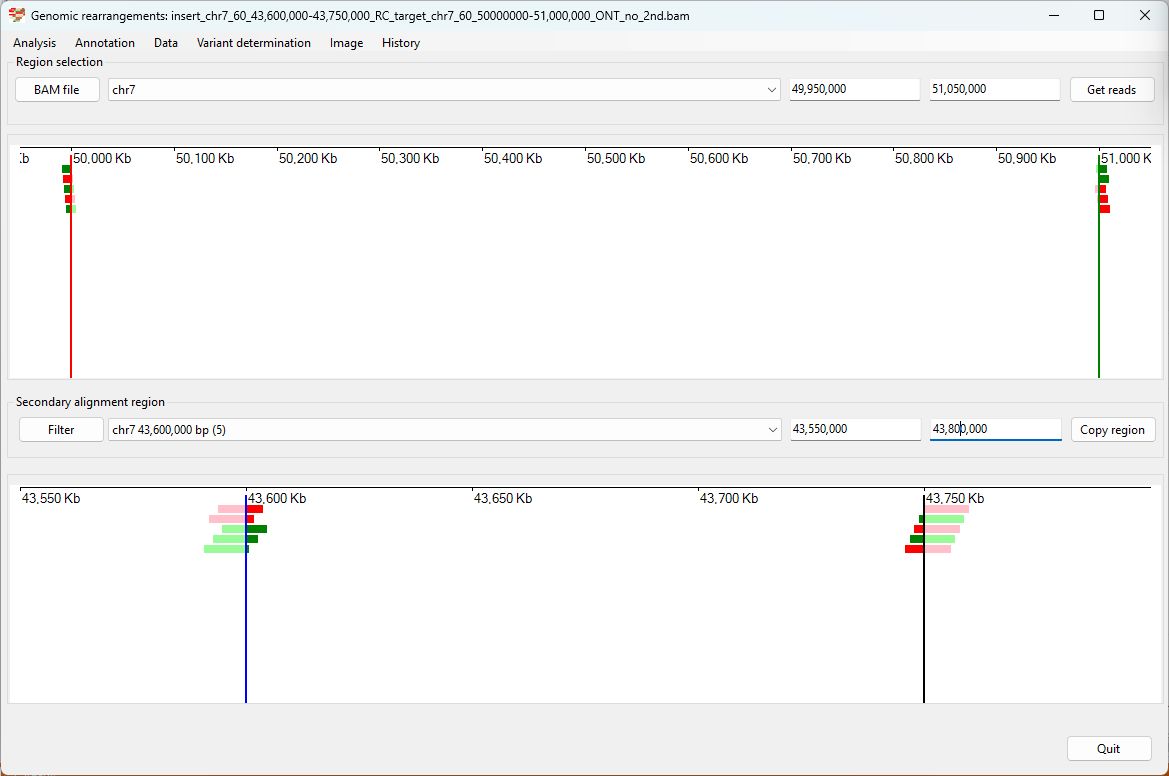 Genomic rearrangements: insert_chr7_60_43,600,000-43,750,000_RC_target_chr7_60_50000000-51,000,000_ONT_no_2nd.bam
Analysis Annotation Data Variant determination Image History
Region selection
BAM file chr7 49,950,000 51,050,000 Get reads
b 50,000 Kb 50,100 Kb 50,200 Kb 50,300 Kb 50,400 Kb 50,500 Kb 50,600 Kb 50,700 Kb 50,800 Kb 50,900 Kb 51,000 K
Secondary alignment region
Filter chr7 43,600,000 bp (5) 43,550,000 43,800,000 Copy region
43,550 Kb 43,600 Kb 43,650 Kb 43,700 Kb 43,750 Kb
Quit